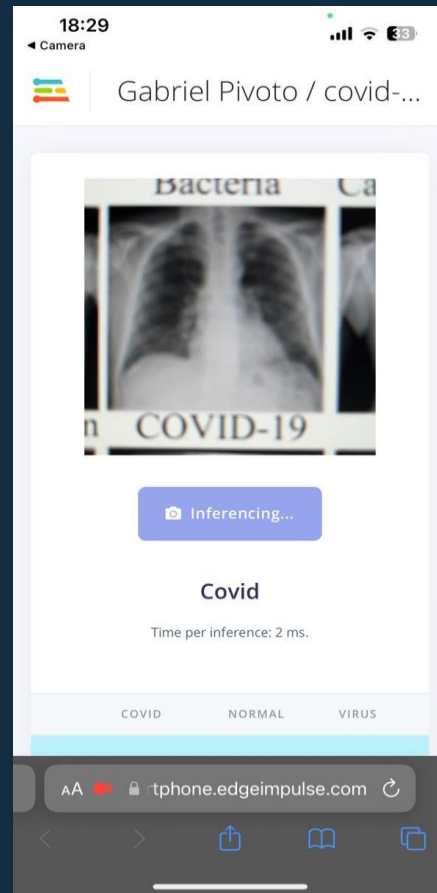 18:29
33
Camera
Gabriel Pivoto / covid-...
Bacteria Ca
n COVID-19
Inferencing...
Covid
Time per inference: 2 ms.
COVID NORMAL VIRUS
AA tphone.edgeimpulse.com